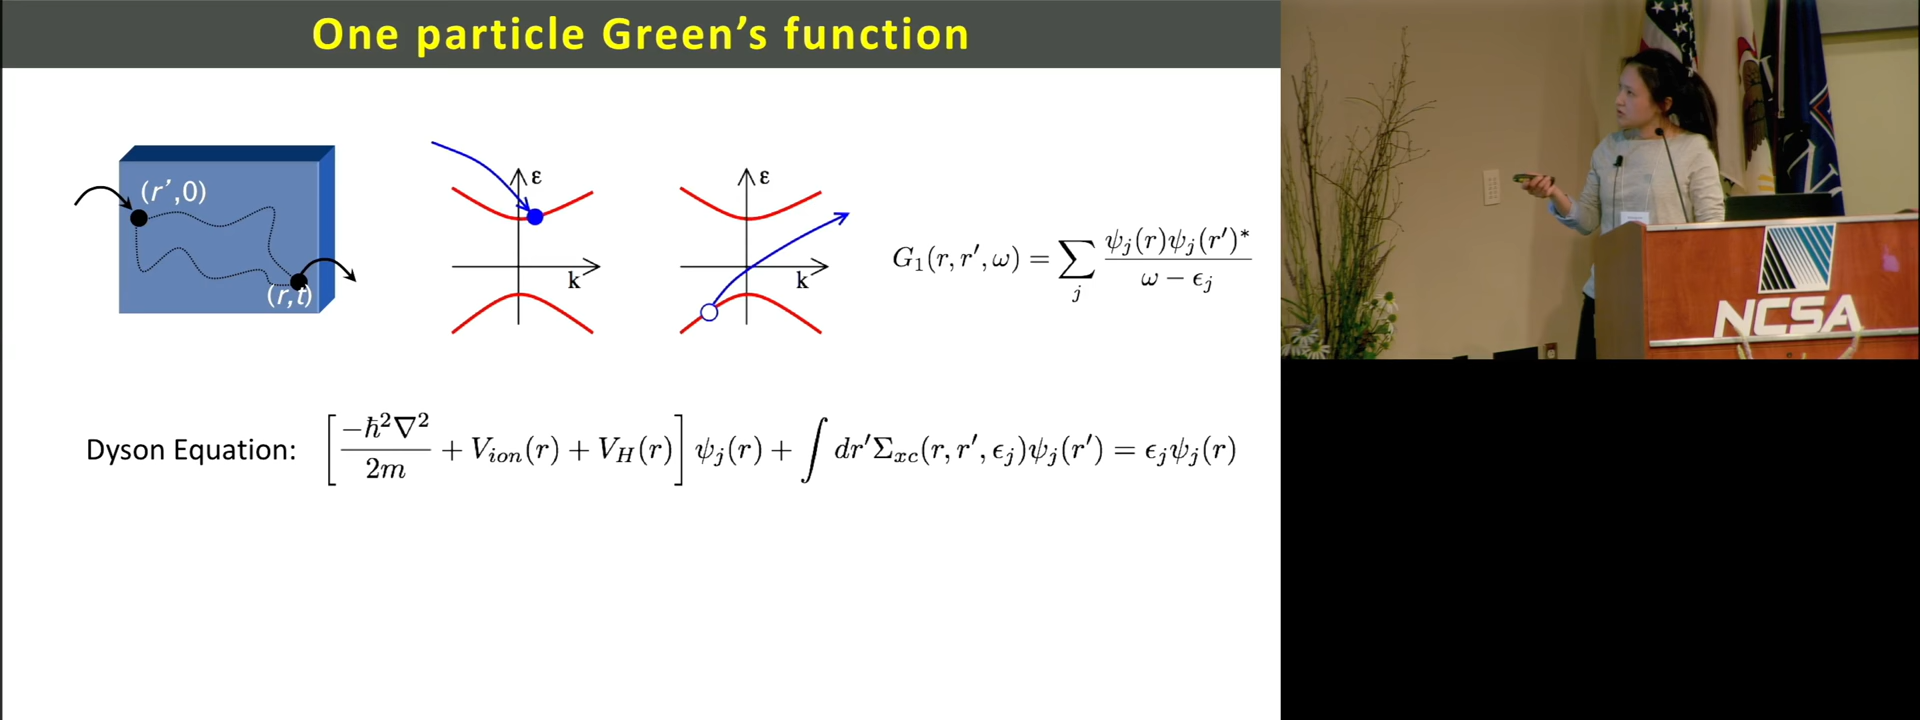 One particle Green's function
(r',0)
(r,t)
ε
k
ε
k
G₁(r, r′, ω) = ∑ⱼ ψⱼ(r)ψⱼ(r′)* / (ω − ϵⱼ)
Dyson Equation: [−ħ²∇² / 2m + V_ion(r) + V_H(r)] ψⱼ(r) + ∫ dr′Σ_xc(r, r′, ϵⱼ)ψⱼ(r′) = ϵⱼψⱼ(r)
NCSA